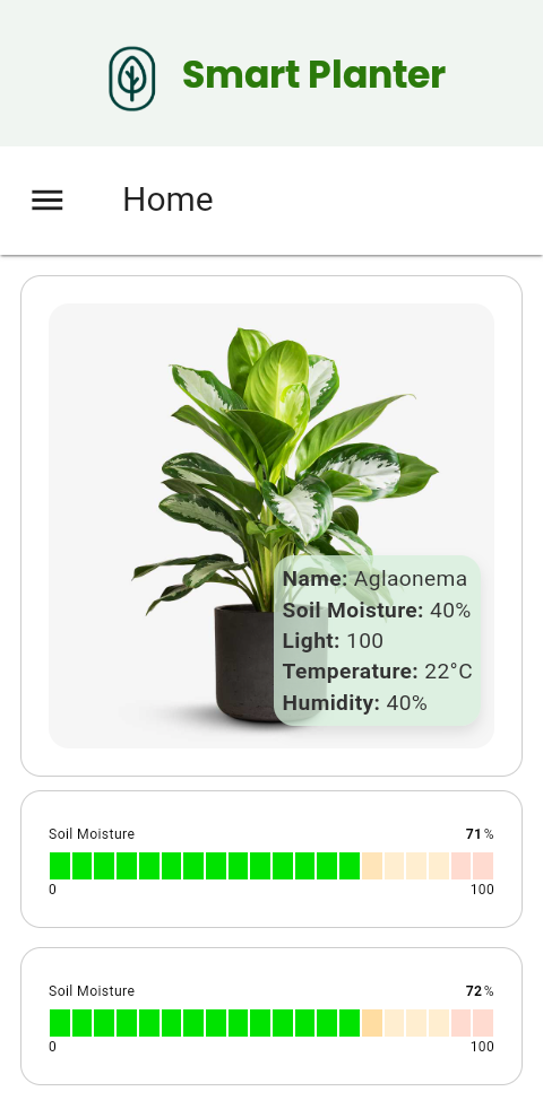 Smart Planter
Home
Name: Aglaonema
Soil Moisture: 40%
Light: 100
Temperature: 22°C
Humidity: 40%
Soil Moisture 71%
0 100
Soil Moisture 72%
0 100